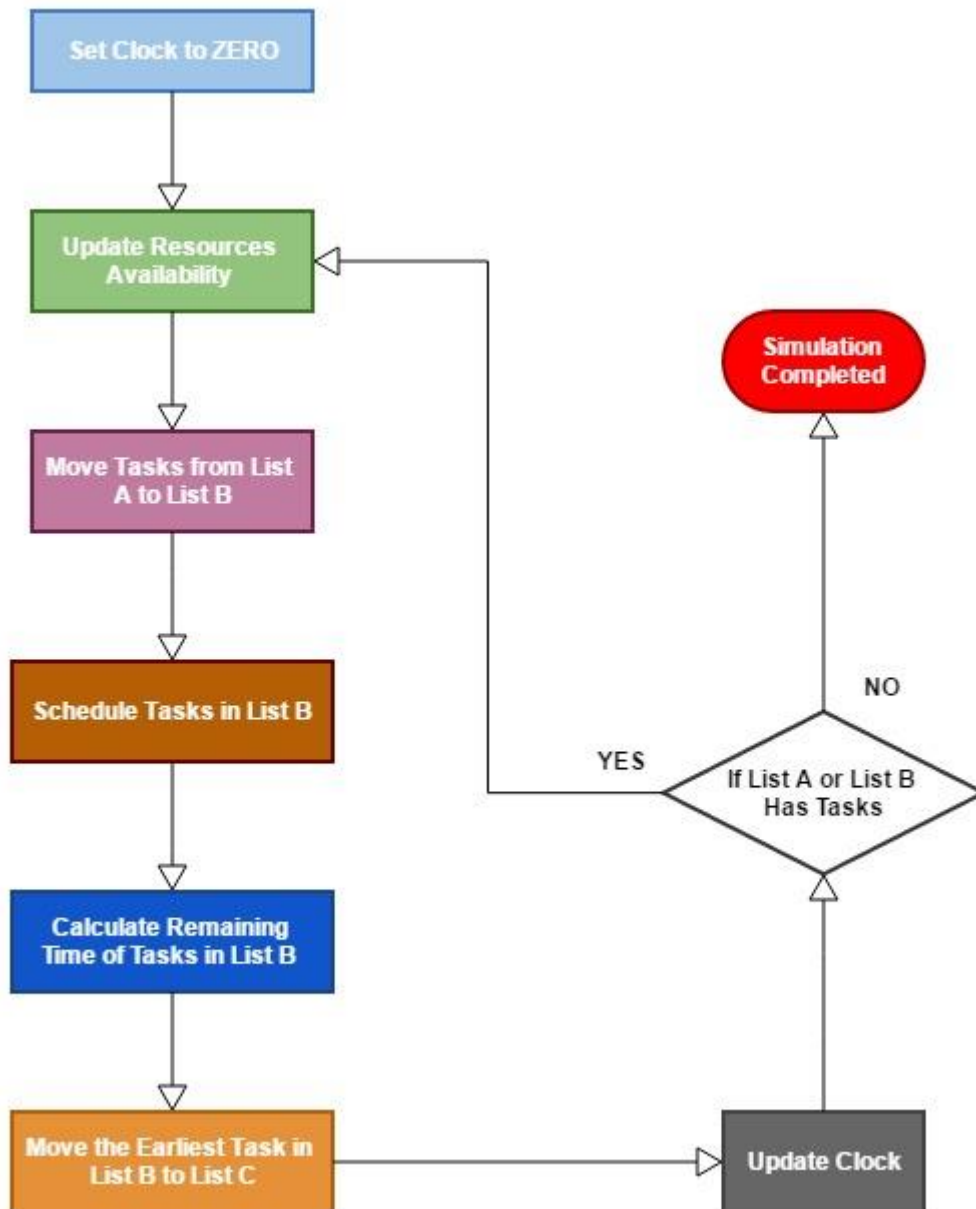 Set Clock to ZERO
Update Resources
Availability
Move Tasks from List
A to List B
Schedule Tasks in List B
Calculate Remaining
Time of Tasks in List B
Move the Earliest Task in
List B to List C
Update Clock
If List A or List B
Has Tasks
YES
NO
Simulation
Completed